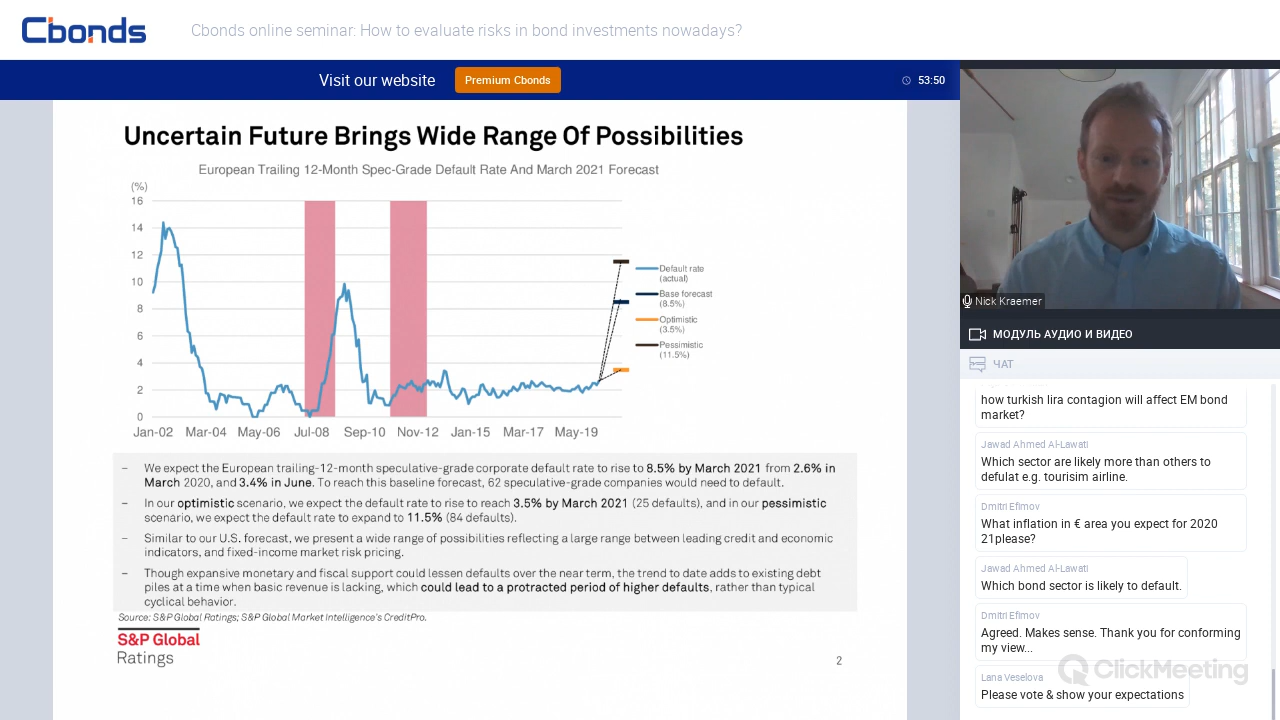 Cbonds
Cbonds online seminar: How to evaluate risks in bond investments nowadays?
Visit our website
Premium Cbonds
53:50
Uncertain Future Brings Wide Range Of Possibilities
European Trailing 12-Month Spec-Grade Default Rate And March 2021 Forecast
(%)
16
14
12
10
8
6
4
2
0
Jan-02 Mar-04 May-06 Jul-08 Sep-10 Nov-12 Jan-15 Mar-17 May-19
Default rate
(actual)
Base forecast
(8.5%)
Optimistic
(3.5%)
Pessimistic
(11.5%)
– We expect the European trailing-12-month speculative-grade corporate default rate to rise to 8.5% by March 2021 from 2.6% in
March 2020, and 3.4% in June. To reach this baseline forecast, 62 speculative-grade companies would need to default.
– In our optimistic scenario, we expect the default rate to rise to reach 3.5% by March 2021 (25 defaults), and in our pessimistic
scenario, we expect the default rate to expand to 11.5% (84 defaults).
– Similar to our U.S. forecast, we present a wide range of possibilities reflecting a large range between leading credit and economic
indicators, and fixed-income market risk pricing.
– Though expansive monetary and fiscal support could lessen defaults over the near term, the trend to date adds to existing debt
piles at a time when basic revenue is lacking, which could lead to a protracted period of higher defaults, rather than typical
cyclical behavior.
Source: S&P Global Ratings; S&P Global Market Intelligence's CreditPro.
S&P Global
Ratings
2
Nick Kraemer
МОДУЛЬ АУДИО И ВИДЕО
ЧАТ
how turkish lira contagion will affect EM bond
market?
Jawad Ahmed Al-Lawati
Which sector are likely more than others to
defulat e.g. tourisim airline.
Dmitri Efimov
What inflation in € area you expect for 2020
21please?
Jawad Ahmed Al-Lawati
Which bond sector is likely to default.
Dmitri Efimov
Agreed. Makes sense. Thank you for conforming
my view...
Lana Veselova
Please vote & show your expectations
ClickMeeting